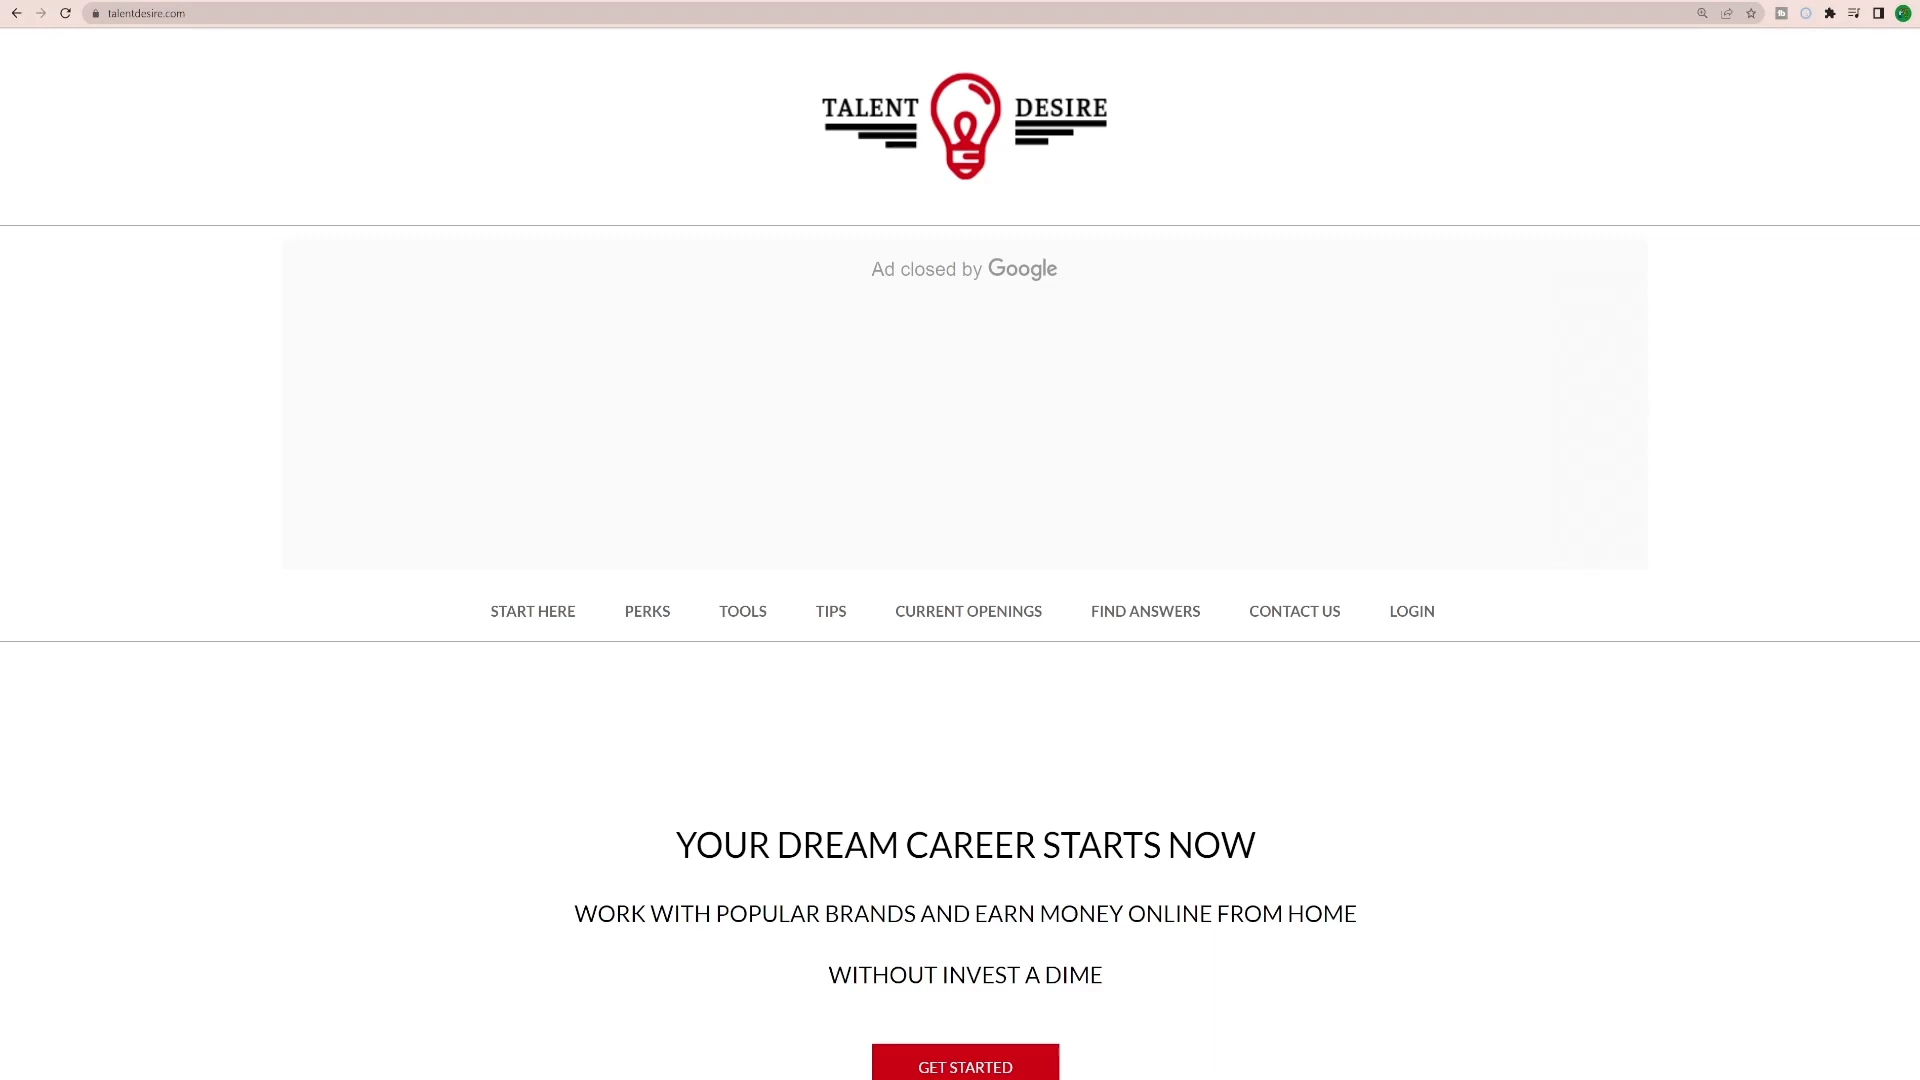 talentdesire.com
TALENT DESIRE
Ad closed by Google
START HERE PERKS TOOLS TIPS CURRENT OPENINGS FIND ANSWERS CONTACT US LOGIN
YOUR DREAM CAREER STARTS NOW
WORK WITH POPULAR BRANDS AND EARN MONEY ONLINE FROM HOME
WITHOUT INVEST A DIME
GET STARTED